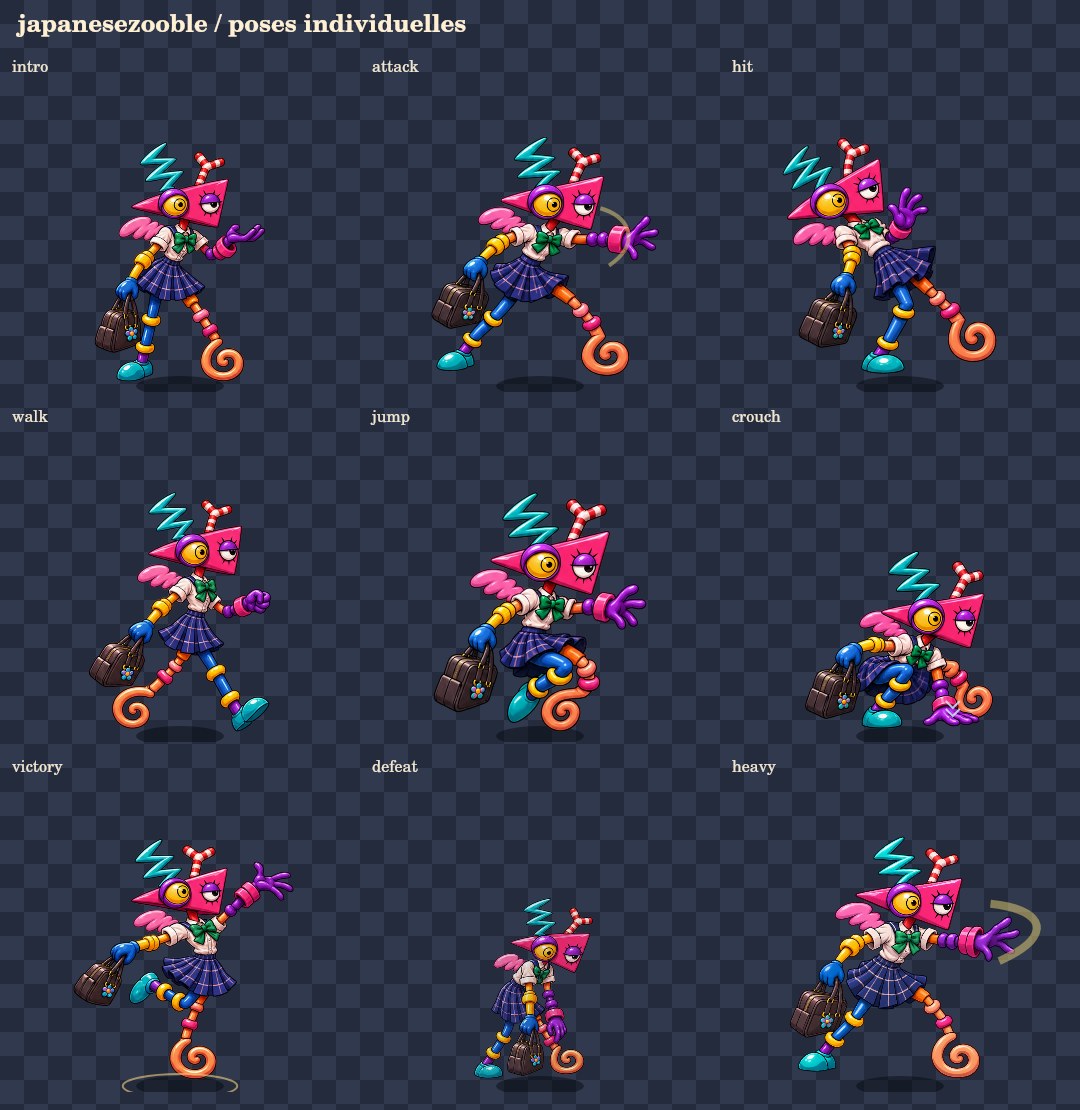 japanesezooble / poses individuelles
intro
attack
hit
walk
jump
crouch
victory
defeat
heavy